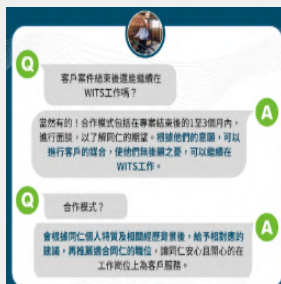 Q
客戶案件結束後還能繼續在
WITS工作嗎？
A
當然有的！合作模式包括在專案結束後的1至3個月內，
進行面談，以了解同仁的期望。根據他們的意願，可以
進行客戶的媒合，使他們無後顧之憂，可以繼續在
WITS工作。
Q
合作模式？
A
會根據同仁個人特質及相關經歷背景後，給予相對應的
建議，再推薦適合同仁的職位，讓同仁安心且開心的在
工作崗位上為客戶服務。